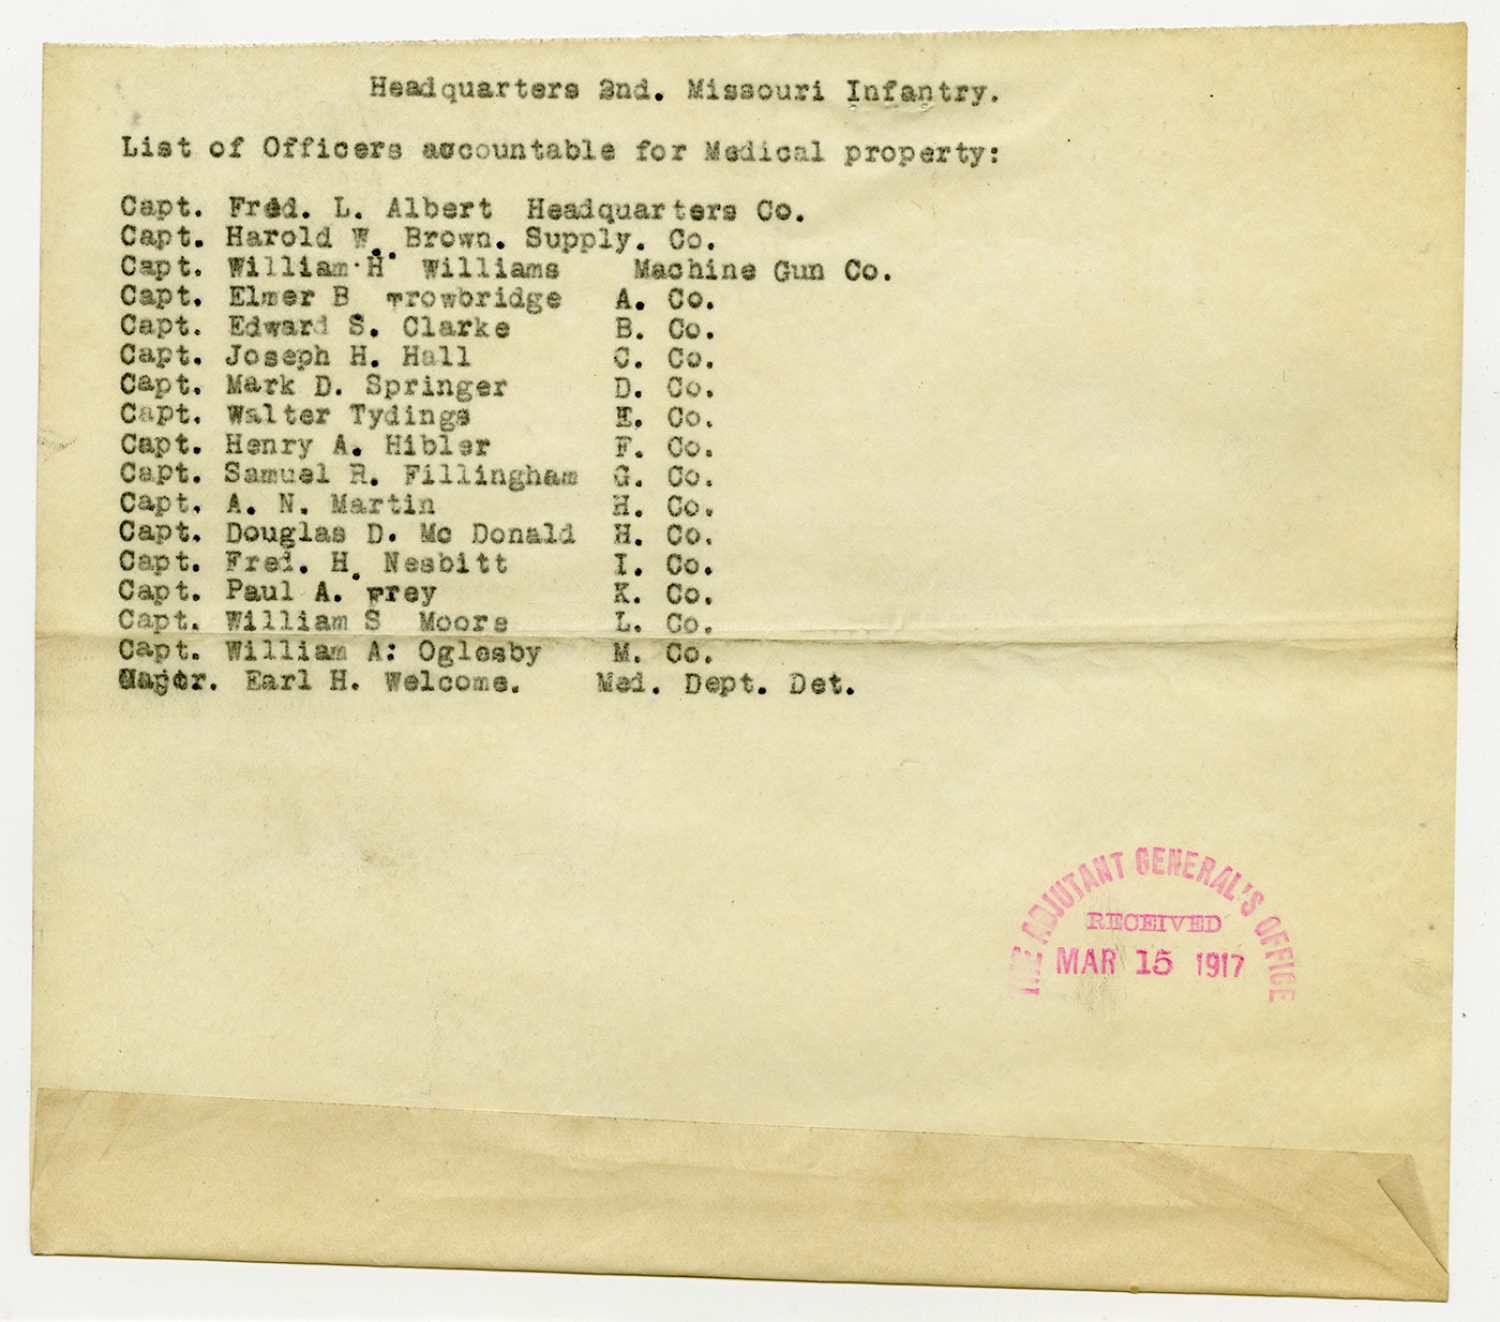 Headquarters 2nd. Missouri Infantry.
List of Officers accountable for Medical property:
Capt. Fred. L. Albert Headquarters Co.
Capt. Harold W. Brown. Supply. Co.
Capt. William H. Williams Machine Gun Co.
Capt. Elmer B Trowbridge A. Co.
Capt. Edward S. Clarke B. Co.
Capt. Joseph H. Hall C. Co.
Capt. Mark D. Springer D. Co.
Capt. Walter Tydings E. Co.
Capt. Henry A. Hibler F. Co.
Capt. Samuel R. Fillingham G. Co.
Capt. A. N. Martin H. Co.
Capt. Douglas D. Mc Donald H. Co.
Capt. Fred. H. Nesbitt I. Co.
Capt. Paul A. Frey K. Co.
Capt. William S Moore L. Co.
Capt. William A: Oglesby M. Co.
Major. Earl H. Welcome. Med. Dept. Det.
THE ADJUTANT GENERAL'S OFFICE
RECEIVED
MAR 15 1917